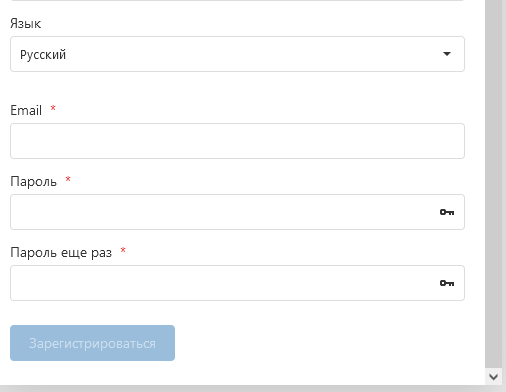 Язык
Русский
Email *
Пароль *
Пароль еще раз *
Зарегистрироваться